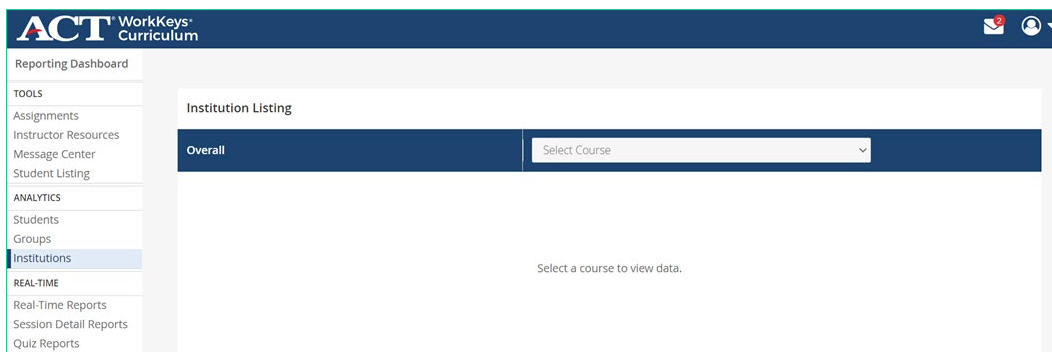 ACT® WorkKeys®
Curriculum
2
Reporting Dashboard
TOOLS
Assignments
Instructor Resources
Message Center
Student Listing
ANALYTICS
Students
Groups
Institutions
REAL-TIME
Real-Time Reports
Session Detail Reports
Quiz Reports
Institution Listing
Overall
Select Course
Select a course to view data.